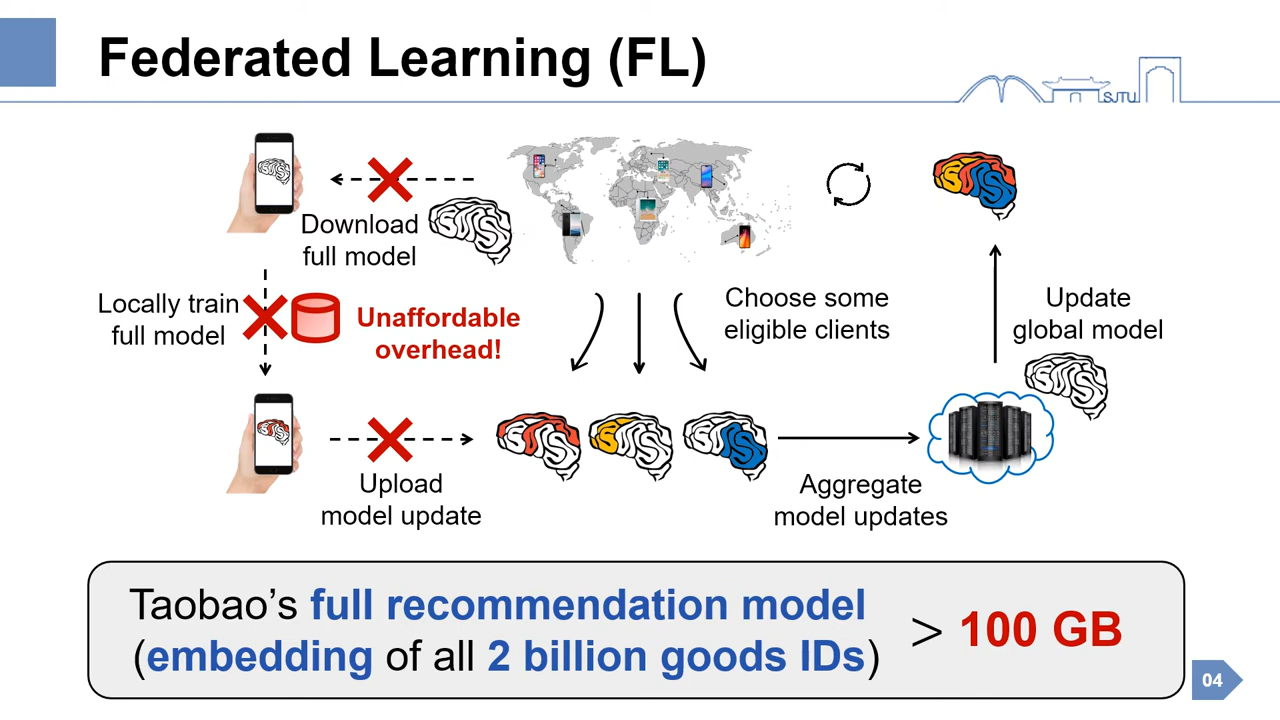 Federated Learning (FL)
SJTU
Download
full model
Locally train
full model
Unaffordable
overhead!
Choose some
eligible clients
Update
global model
Upload
model update
Aggregate
model updates
Taobao’s full recommendation model
(embedding of all 2 billion goods IDs)
> 100 GB
04